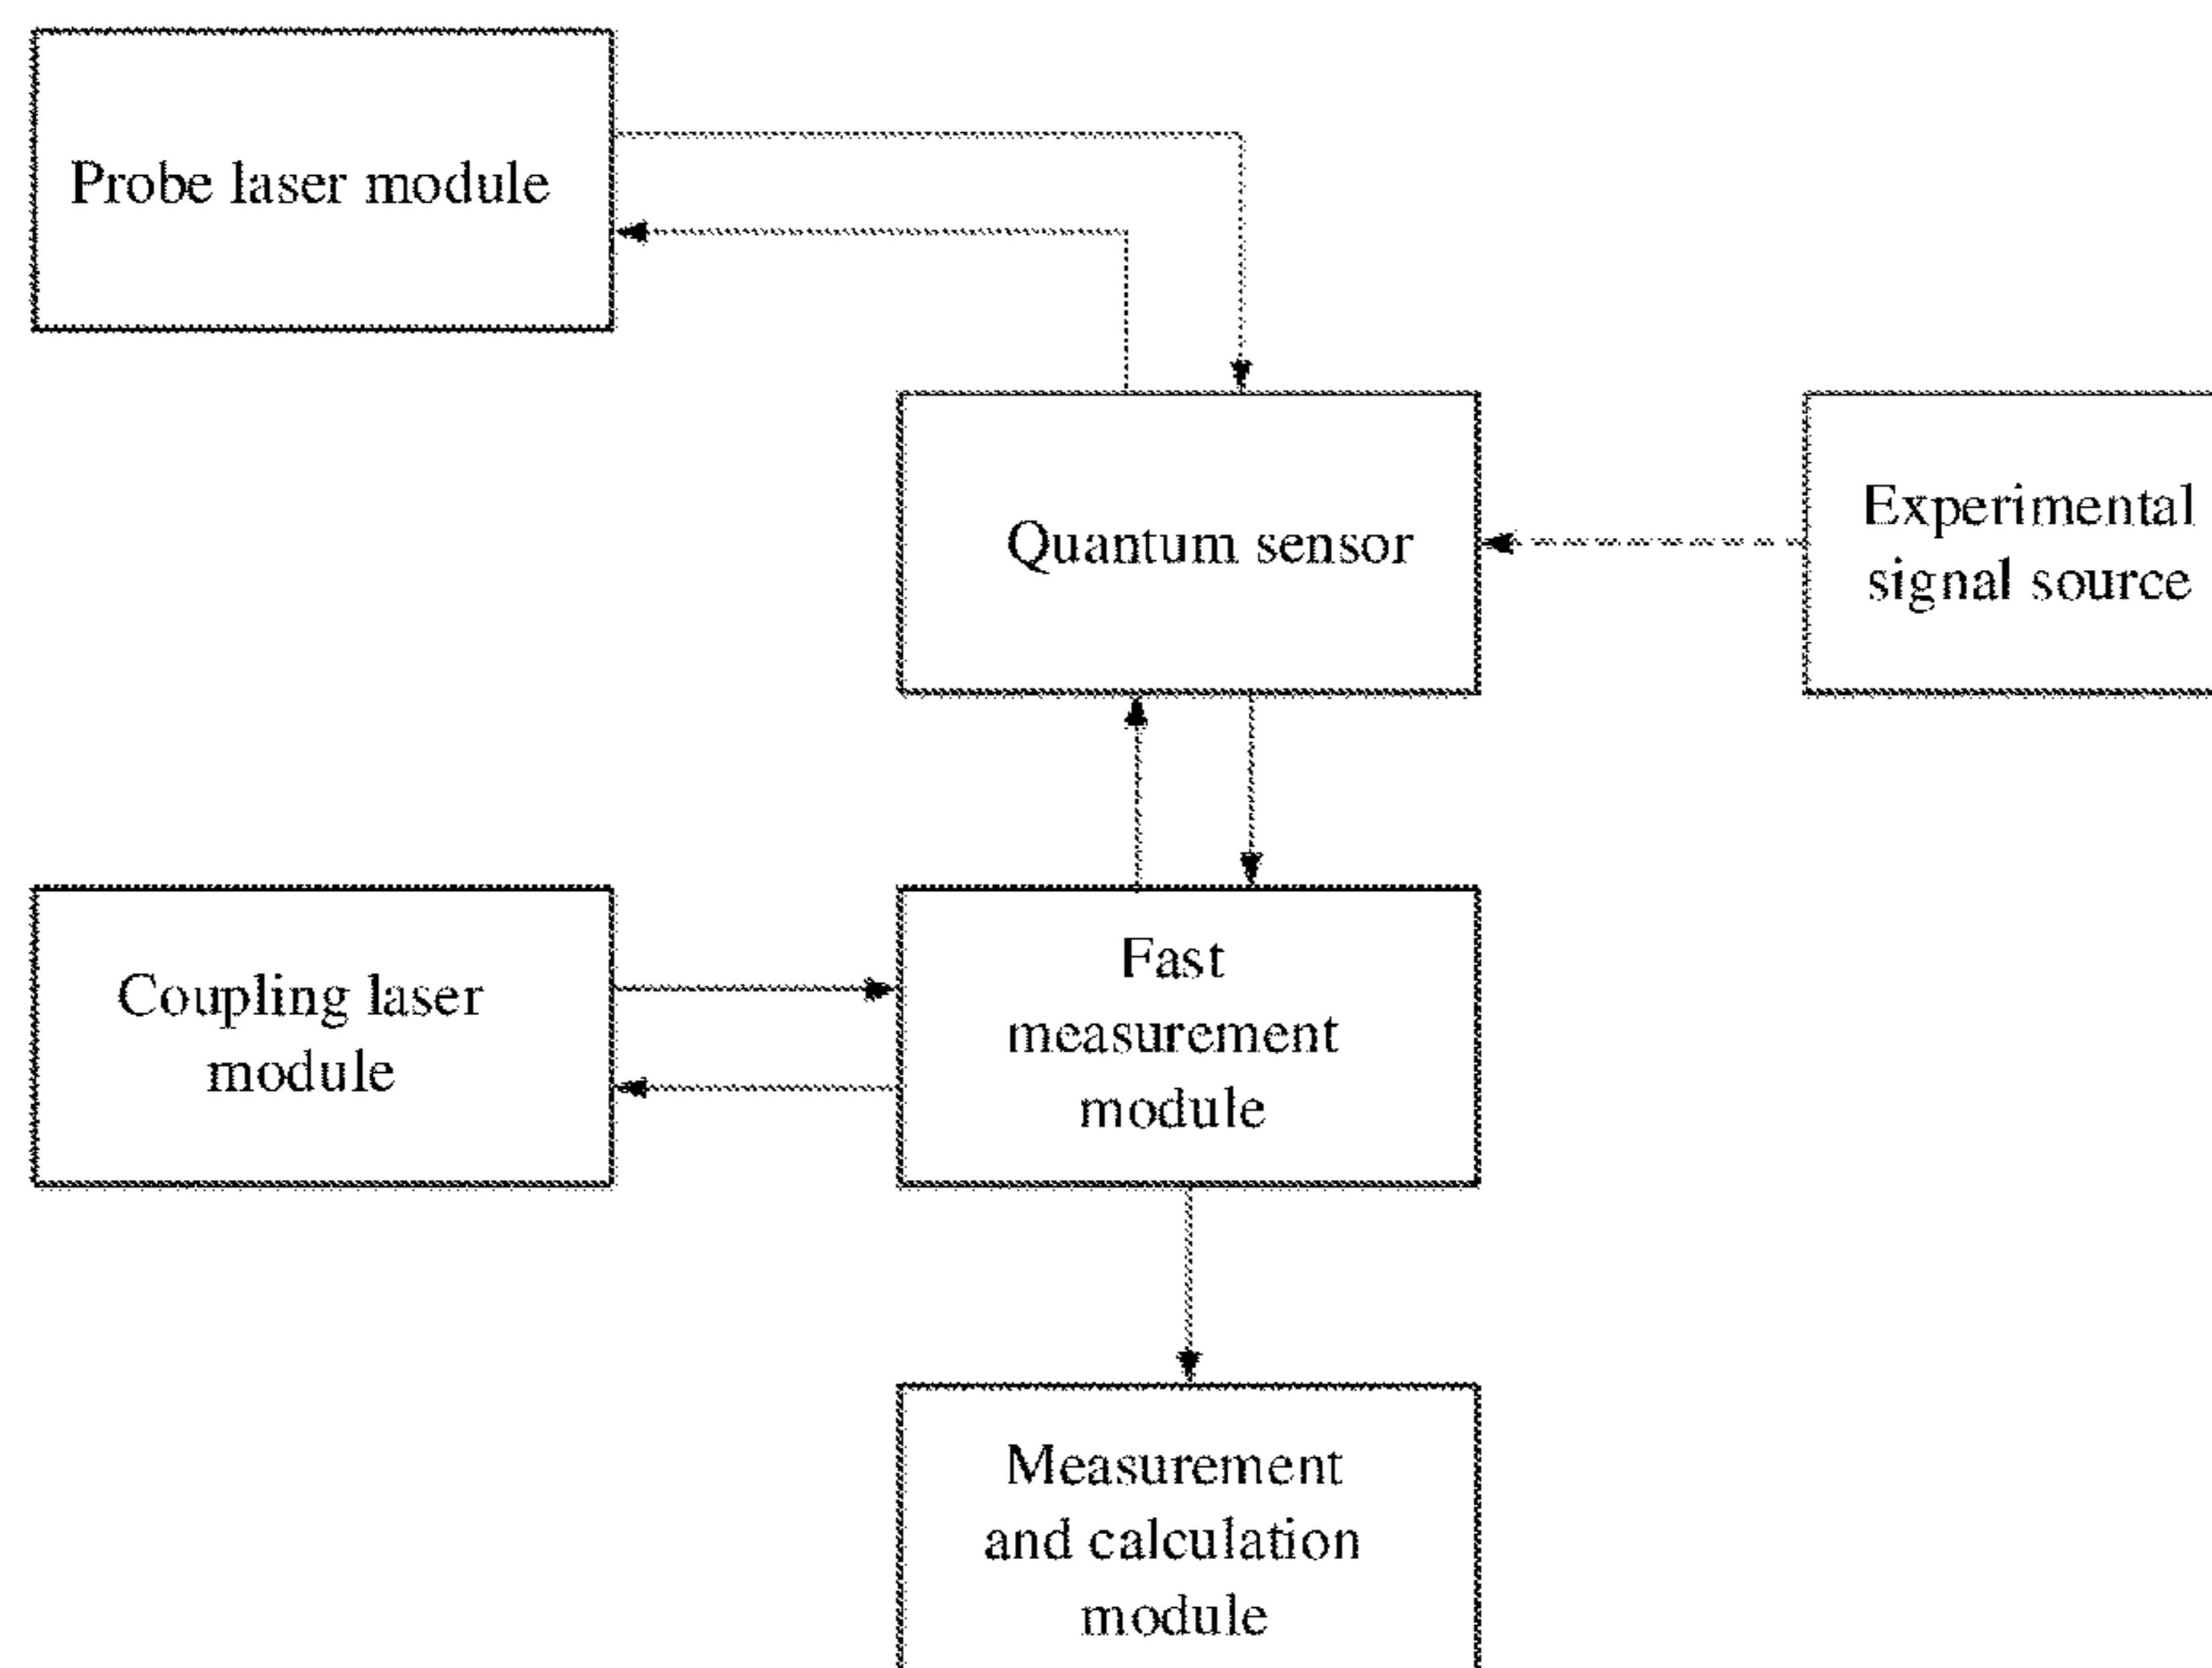 Probe laser module
Quantum sensor
Experimental
signal source
Coupling laser
module
Fast
measurement
module
Measurement
and calculation
module